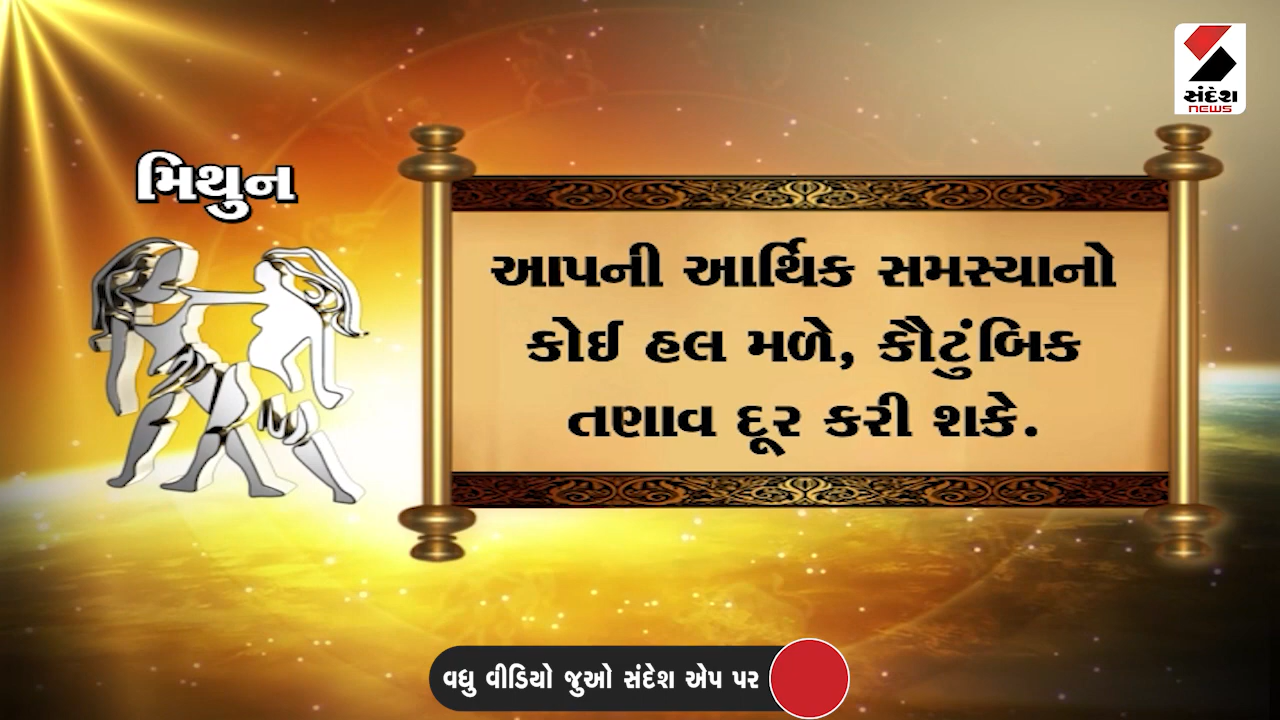 સંદેશ
NEWS
મિથુન
આપની આર્થિક સમસ્યાનો
કોઈ હલ મળે, કૌટુંબિક
તણાવ દૂર કરી શકે.
વધુ વીડિયો જુઓ સંદેશ એપ પર